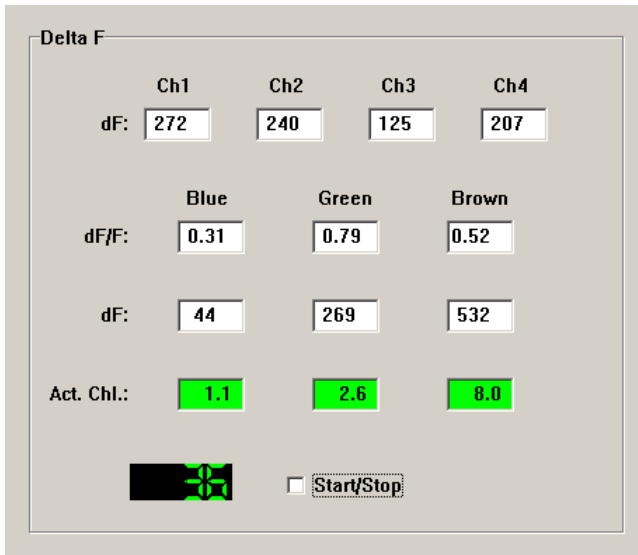 Delta F
Ch1 Ch2 Ch3 Ch4
dF: 272 240 125 207
Blue Green Brown
dF/F: 0.31 0.79 0.52
dF: 44 269 532
Act. Chl.: 1.1 2.6 8.0
36 Start/Stop